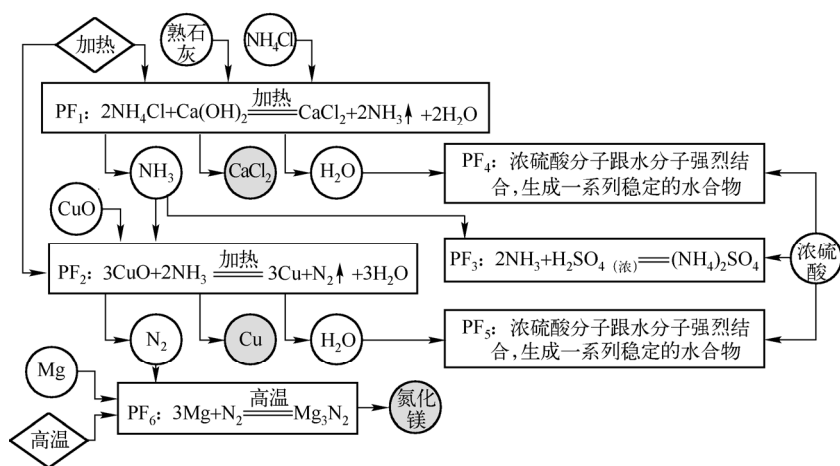 加热
熟石
灰
NH₄Cl
PF₁：2NH₄Cl+Ca(OH)₂ 加热 CaCl₂+2NH₃↑+2H₂O
NH₃
CaCl₂
H₂O
PF₄：浓硫酸分子跟水分子强烈结
合,生成一系列稳定的水合物
CuO
PF₂：3CuO+2NH₃ 加热 3Cu+N₂↑+3H₂O
PF₃：2NH₃+H₂SO₄ (浓)══(NH₄)₂SO₄
浓硫
酸
N₂
Cu
H₂O
PF₅：浓硫酸分子跟水分子强烈结
合,生成一系列稳定的水合物
Mg
PF₆：3Mg+N₂ 高温 Mg₃N₂
氮化
镁
高温